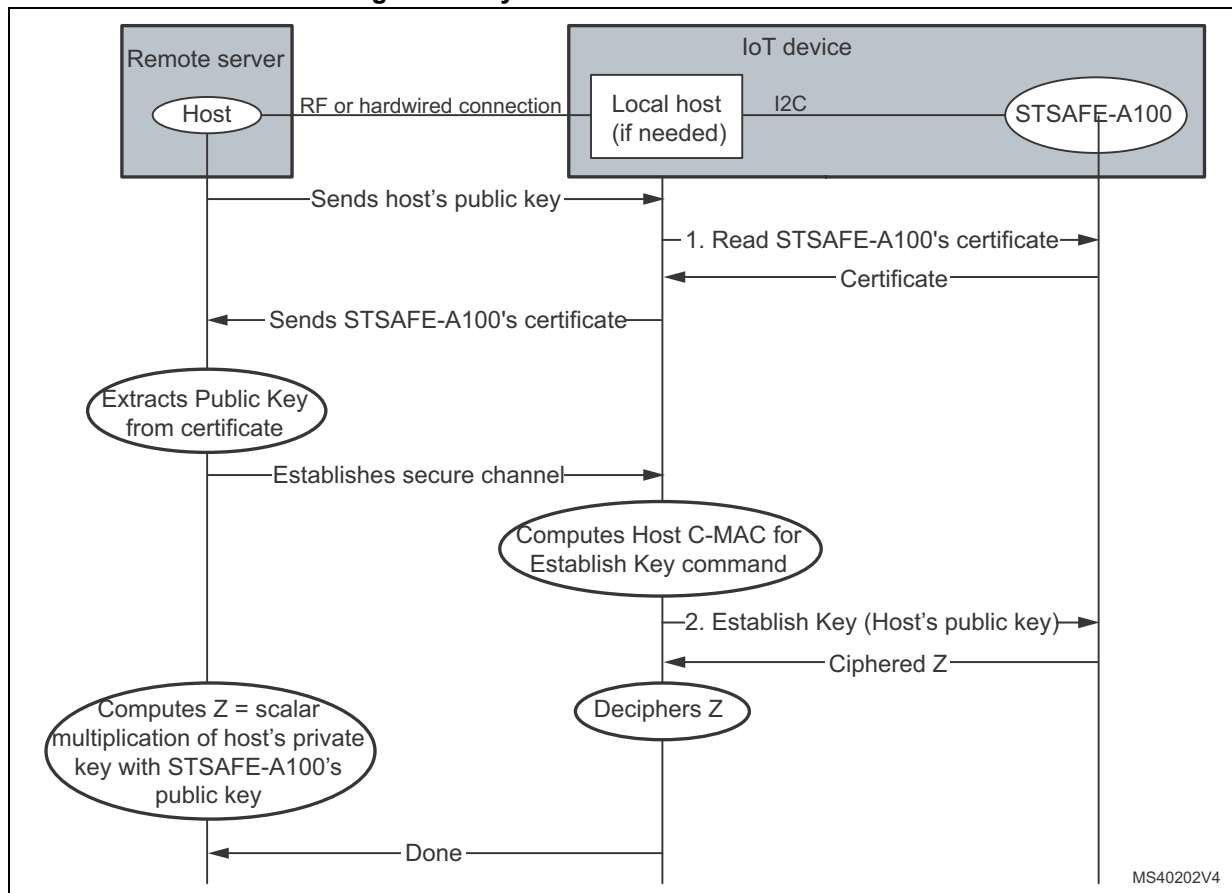 Remote server
IoT device
Host
RF or hardwired connection
Local host
(if needed)
I2C
STSAFE-A100
Sends host’s public key
1. Read STSAFE-A100's certificate
Certificate
Sends STSAFE-A100's certificate
Extracts Public Key
from certificate
Establishes secure channel
Computes Host C-MAC for
Establish Key command
2. Establish Key (Host's public key)
Ciphered Z
Computes Z = scalar
multiplication of host’s private
key with STSAFE-A100’s
public key
Deciphers Z
Done
MS40202V4